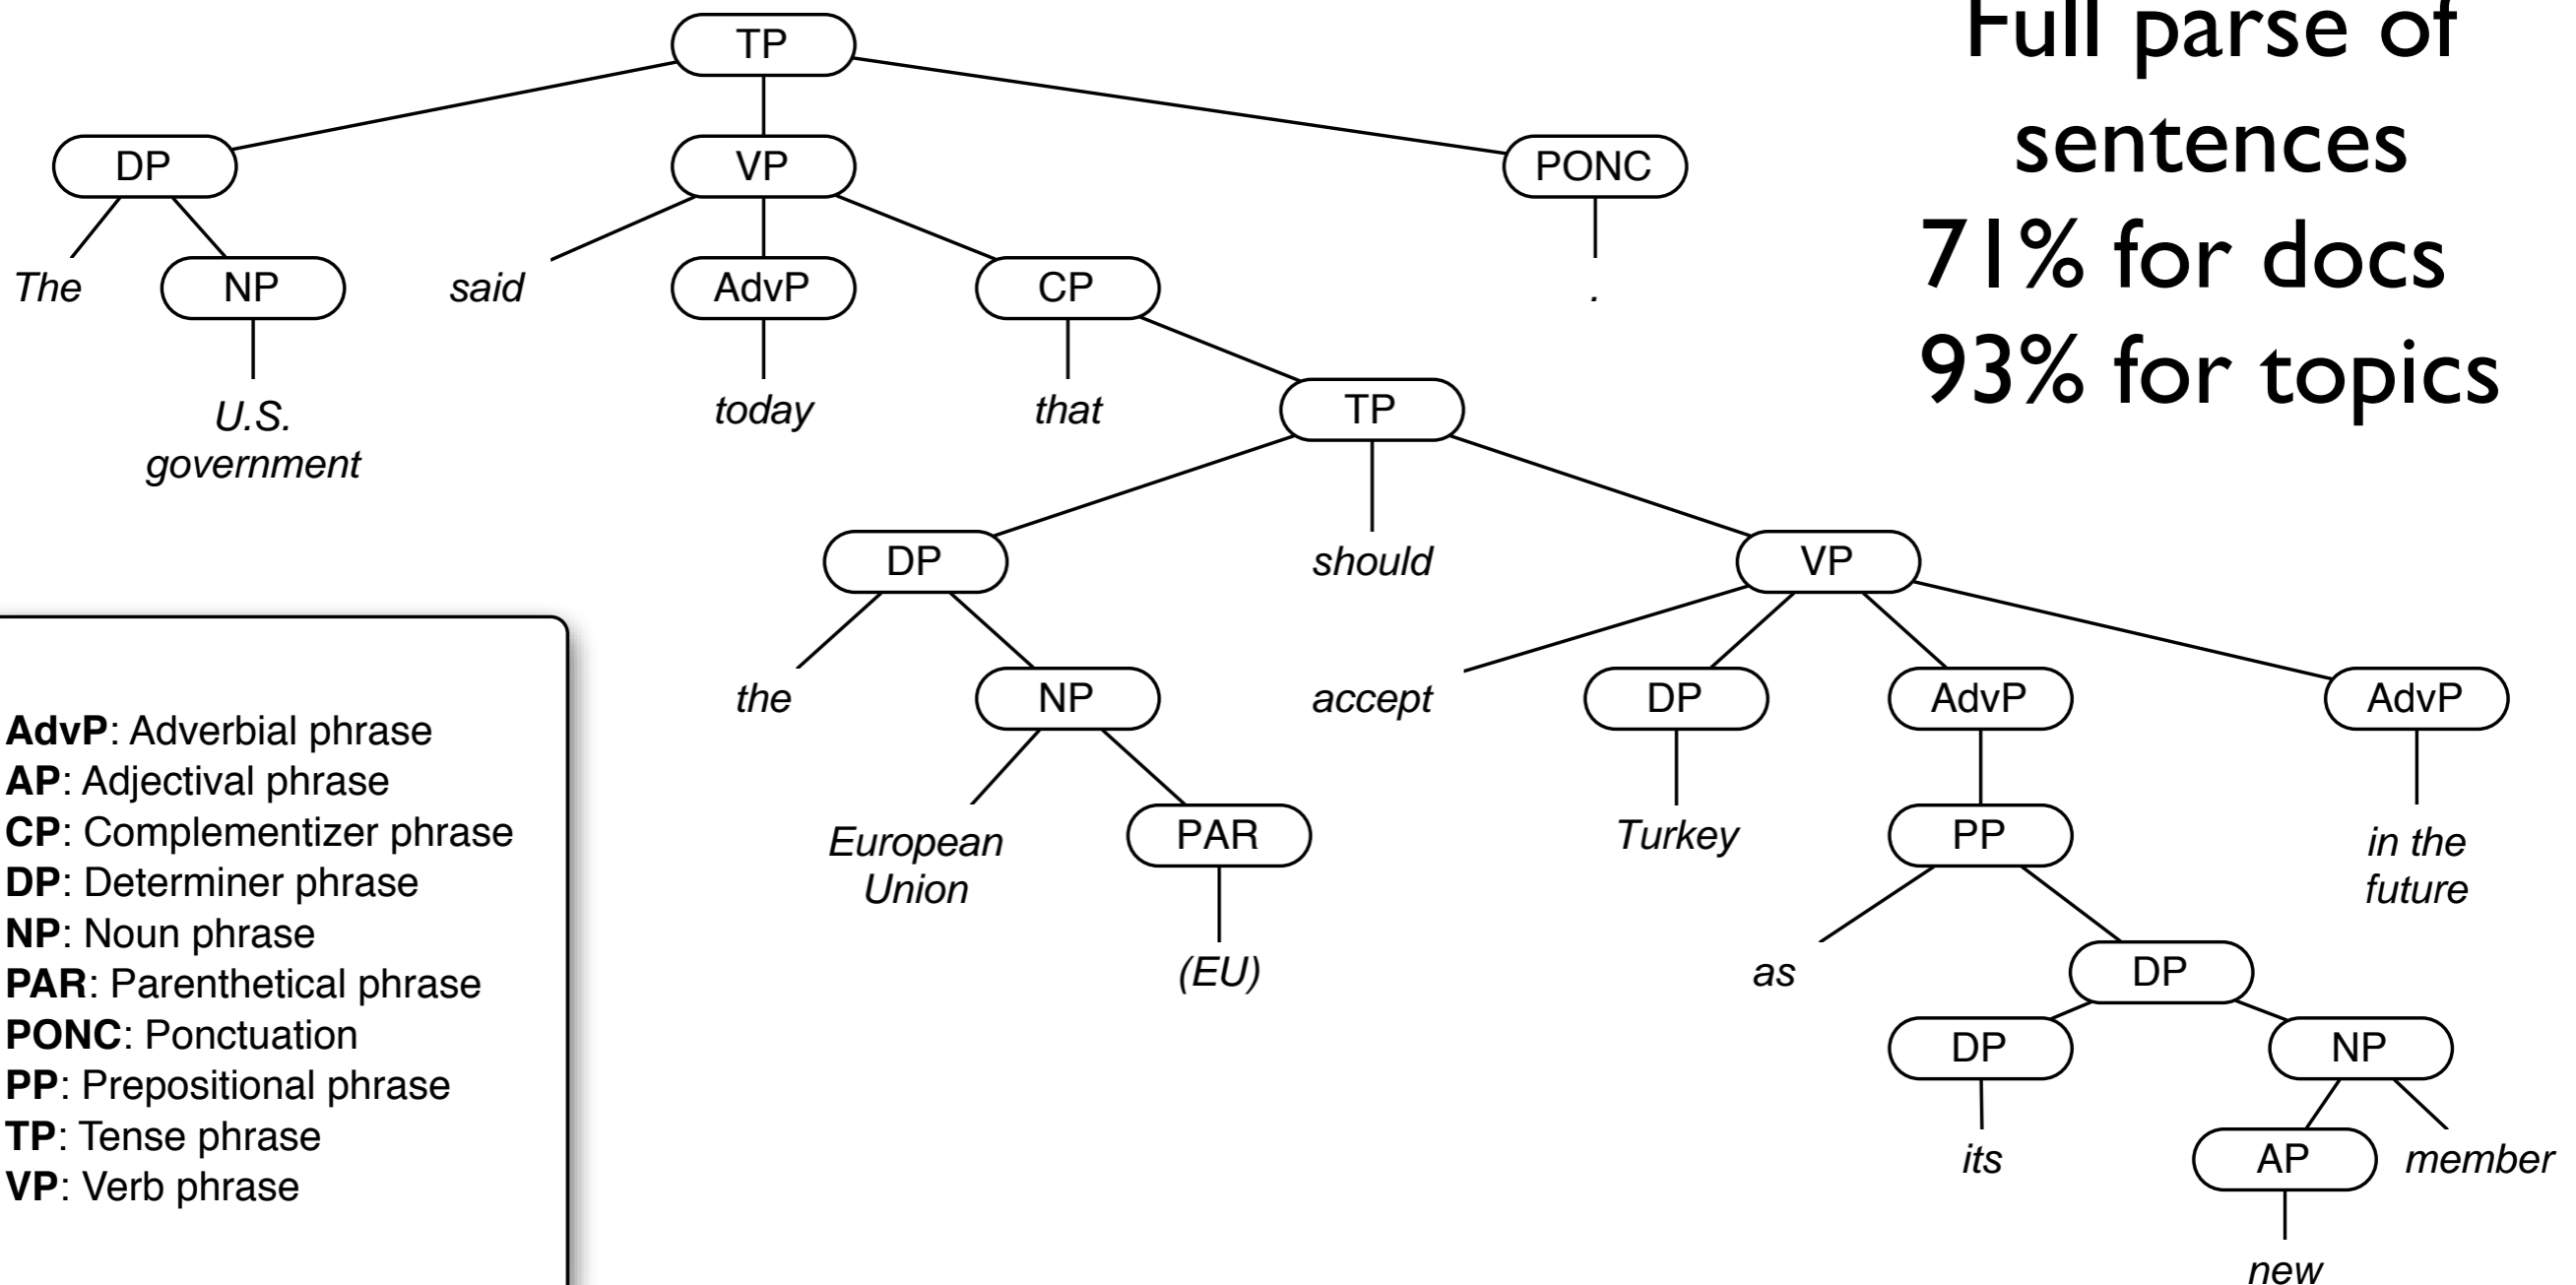 TP
Full parse of
sentences
71% for docs
93% for topics
DP
VP
PONC
The
NP
said
AdvP
CP
.
U.S.
government
today
that
TP
DP
should
VP
the
NP
accept
DP
AdvP
AdvP
European
Union
PAR
Turkey
PP
in the
future
(EU)
as
DP
DP
NP
its
AP
member
new
AdvP: Adverbial phrase
AP: Adjectival phrase
CP: Complementizer phrase
DP: Determiner phrase
NP: Noun phrase
PAR: Parenthetical phrase
PONC: Ponctuation
PP: Prepositional phrase
TP: Tense phrase
VP: Verb phrase